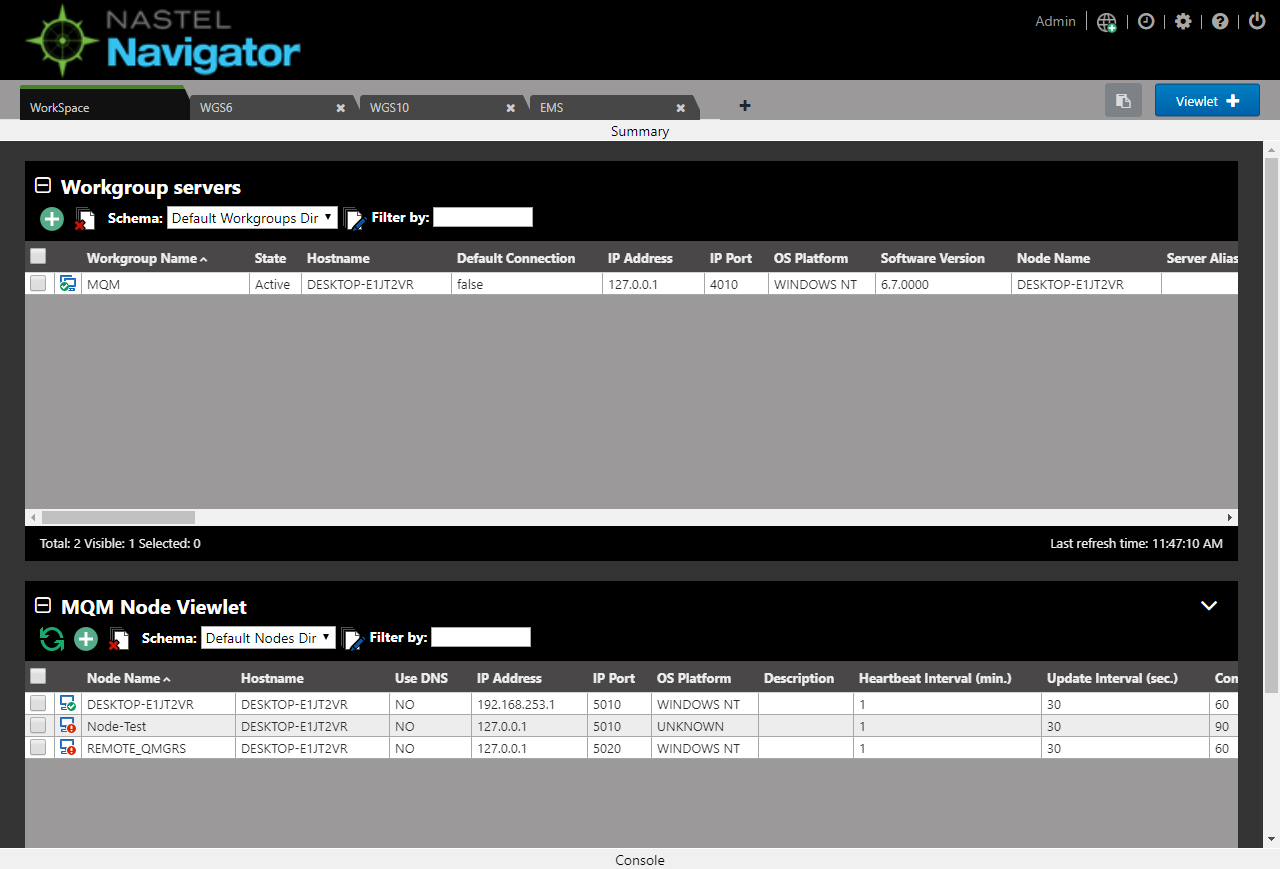 NASTEL
Navigator
Admin
WorkSpace WGS6 WGS10 EMS Viewlet
Summary
Workgroup servers
Schema: Default Workgroups Dir Filter by:
Workgroup Name State Hostname Default Connection IP Address IP Port OS Platform Software Version Node Name Server Alias
MQM Active DESKTOP-E1JT2VR false 127.0.0.1 4010 WINDOWS NT 6.7.0000 DESKTOP-E1JT2VR
Total: 2 Visible: 1 Selected: 0 Last refresh time: 11:47:10 AM
MQM Node Viewlet
Schema: Default Nodes Dir Filter by:
Node Name Hostname Use DNS IP Address IP Port OS Platform Description Heartbeat Interval (min.) Update Interval (sec.) Con
DESKTOP-E1JT2VR DESKTOP-E1JT2VR NO 192.168.253.1 5010 WINDOWS NT 1 30 60
Node-Test DESKTOP-E1JT2VR NO 127.0.0.1 5010 UNKNOWN 1 30 90
REMOTE_QMGRS DESKTOP-E1JT2VR NO 127.0.0.1 5020 WINDOWS NT 1 30 60
Console